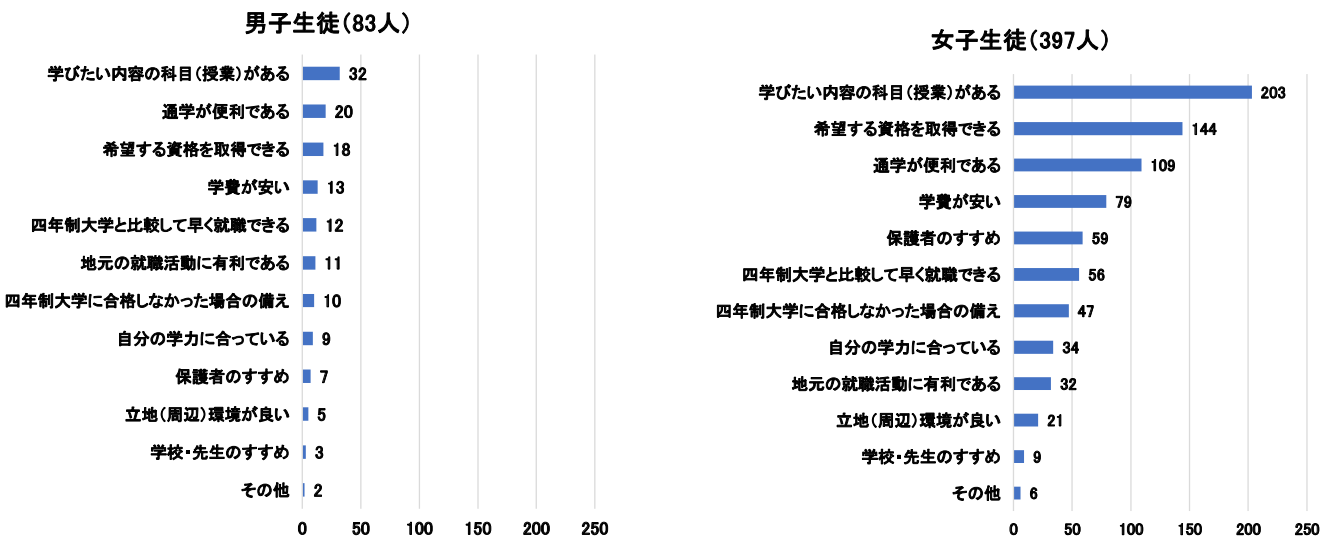 男子生徒(83人)
学びたい内容の科目(授業)がある 32
通学が便利である 20
希望する資格を取得できる 18
学費が安い 13
四年制大学と比較して早く就職できる 12
地元の就職活動に有利である 11
四年制大学に合格しなかった場合の備え 10
自分の学力に合っている 9
保護者のすすめ 7
立地(周辺)環境が良い 5
学校・先生のすすめ 3
その他 2
0 50 100 150 200 250
女子生徒(397人)
学びたい内容の科目(授業)がある 203
希望する資格を取得できる 144
通学が便利である 109
学費が安い 79
保護者のすすめ 59
四年制大学と比較して早く就職できる 56
四年制大学に合格しなかった場合の備え 47
自分の学力に合っている 34
地元の就職活動に有利である 32
立地(周辺)環境が良い 21
学校・先生のすすめ 9
その他 6
0 50 100 150 200 250